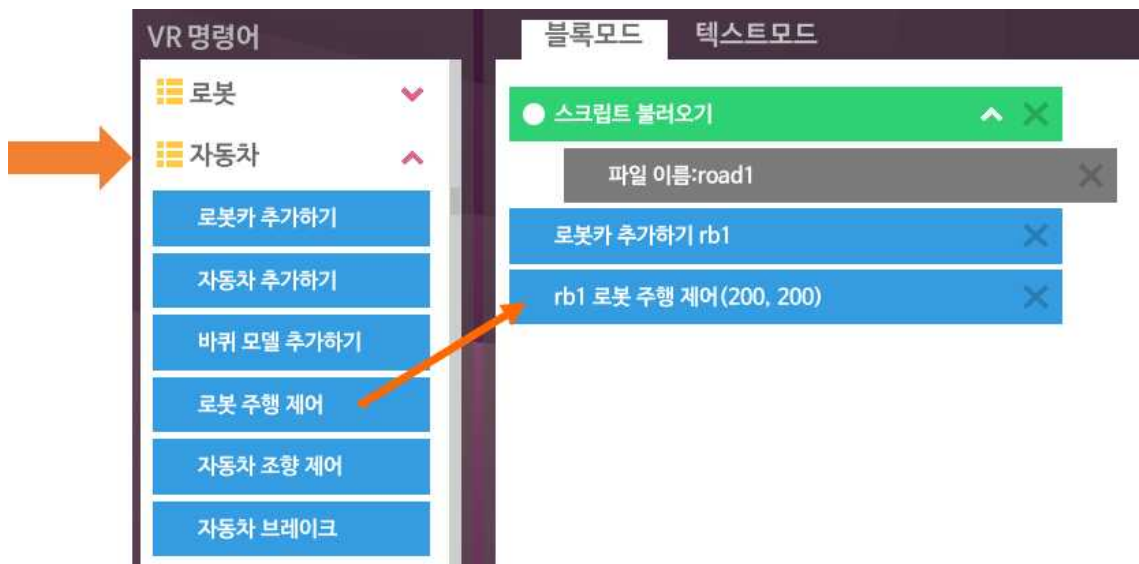 VR 명령어
로봇
자동차
로봇카 추가하기
자동차 추가하기
바퀴 모델 추가하기
로봇 주행 제어
자동차 조향 제어
자동차 브레이크
블록모드 텍스트모드
스크립트 불러오기
파일 이름:road1
로봇카 추가하기 rb1
rb1 로봇 주행 제어(200, 200)